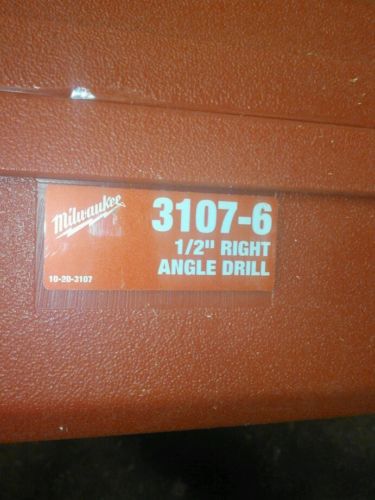 Milwaukee
3107-6
1/2" RIGHT
ANGLE DRILL
10-20-3107